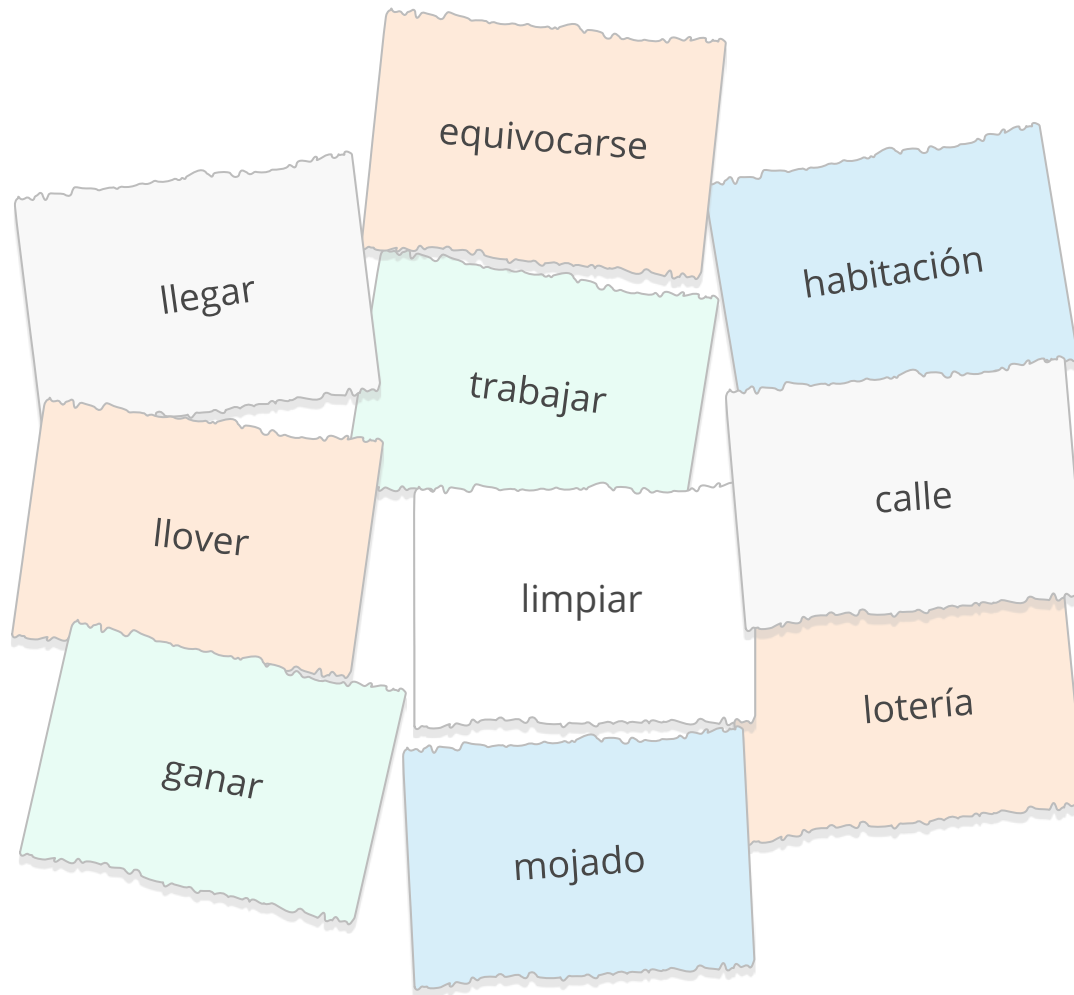 equivocarse
habitación
llegar
trabajar
calle
llover
limpiar
lotería
ganar
mojado